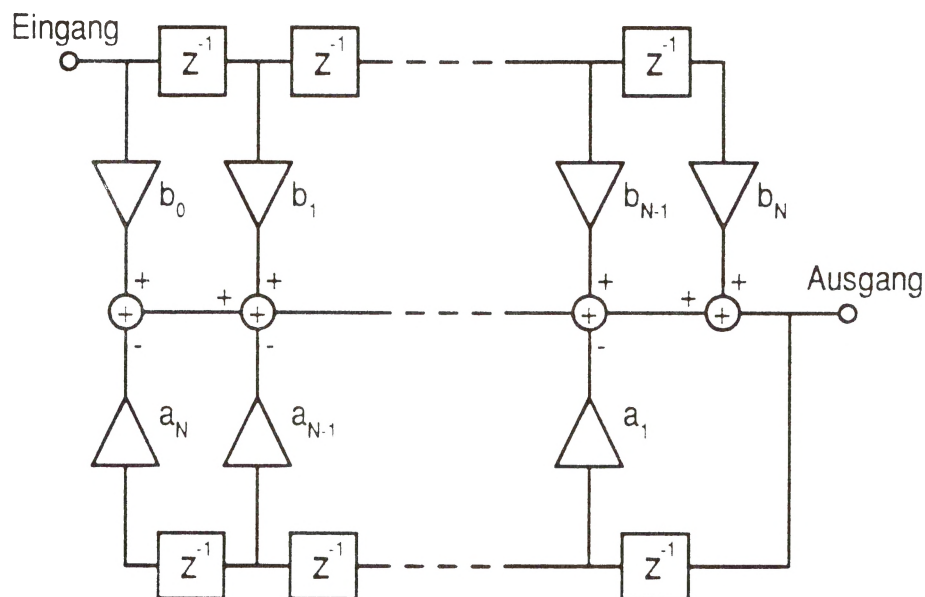 Eingang
z⁻¹ z⁻¹ z⁻¹
b₀ b₁ b_N-1 b_N
+ + + +
+ + Ausgang
+ + + +
- - -
a_N a_N-1 a₁
z⁻¹ z⁻¹ z⁻¹